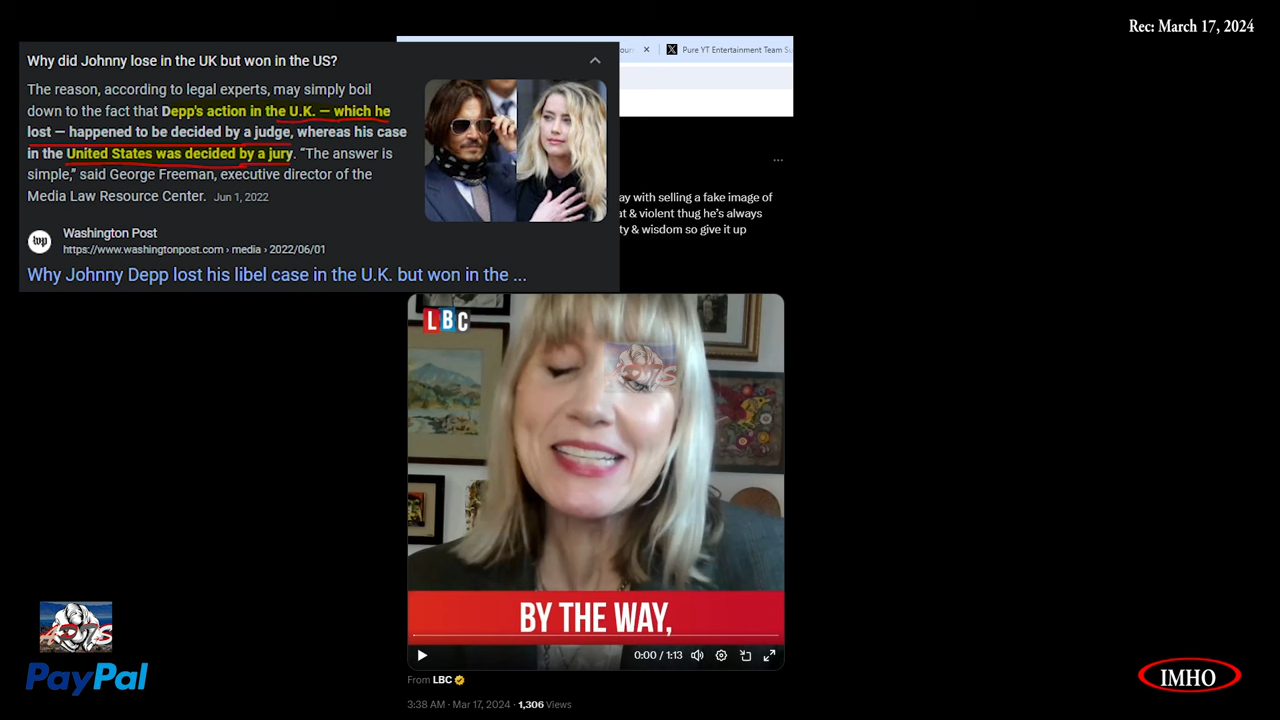 Rec: March 17, 2024
Why did Johnny lose in the UK but won in the US?
The reason, according to legal experts, may simply boil
down to the fact that Depp's action in the U.K. — which he
lost — happened to be decided by a judge, whereas his case
in the United States was decided by a jury. “The answer is
simple,” said George Freeman, executive director of the
Media Law Resource Center. Jun 1, 2022
wp
Washington Post
https://www.washingtonpost.com › media › 2022/06/01
Why Johnny Depp lost his libel case in the U.K. but won in the ...
X Pure YT Entertainment Team
ay with selling a fake image of
at & violent thug he's always
ty & wisdom so give it up
LBC
BY THE WAY,
0:00 / 1:13
From LBC
3:38 AM · Mar 17, 2024 · 1,306 Views
PayPal
IMHO